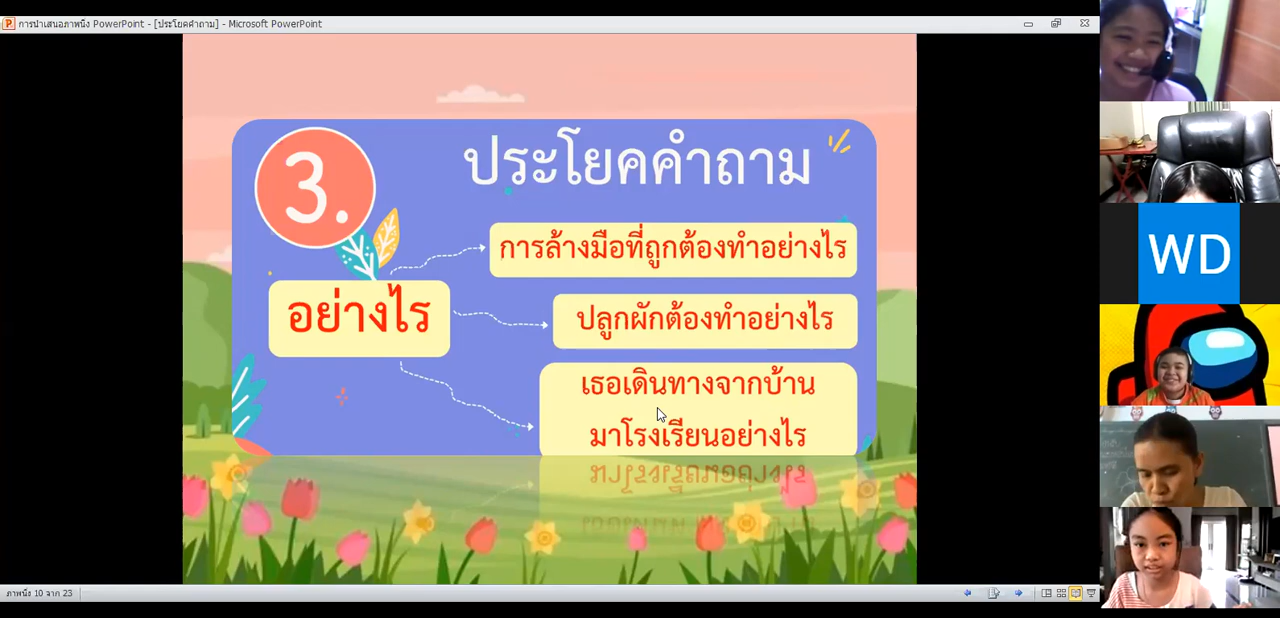 การนำเสนอภาพนิ่ง PowerPoint - [ประโยคคำถาม] - Microsoft PowerPoint
3.
ประโยคคำถาม
การล้างมือที่ถูกต้องทำอย่างไร
อย่างไร
ปลูกผักต้องทำอย่างไร
เธอเดินทางจากบ้าน
มาโรงเรียนอย่างไร
WD
ภาพนิ่ง 10 จาก 23